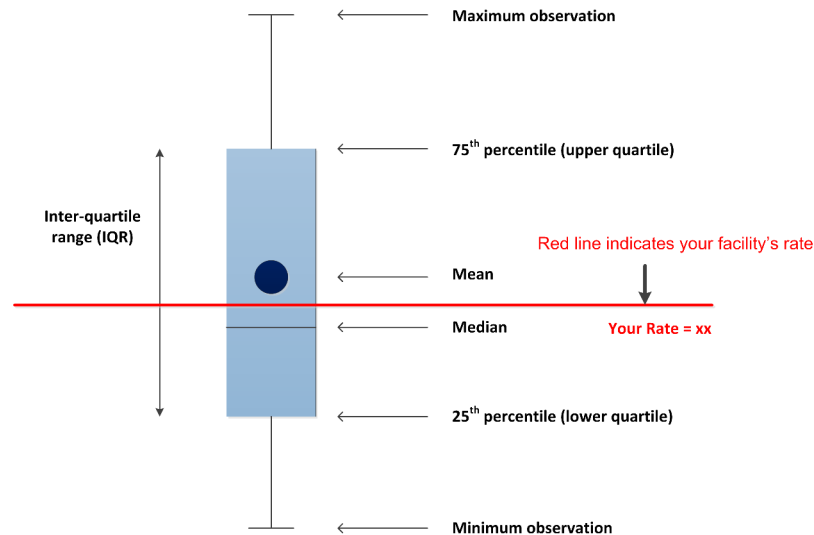 Maximum observation
75th percentile (upper quartile)
Inter-quartile
range (IQR)
Red line indicates your facility's rate
Mean
Median
Your Rate = xx
25th percentile (lower quartile)
Minimum observation